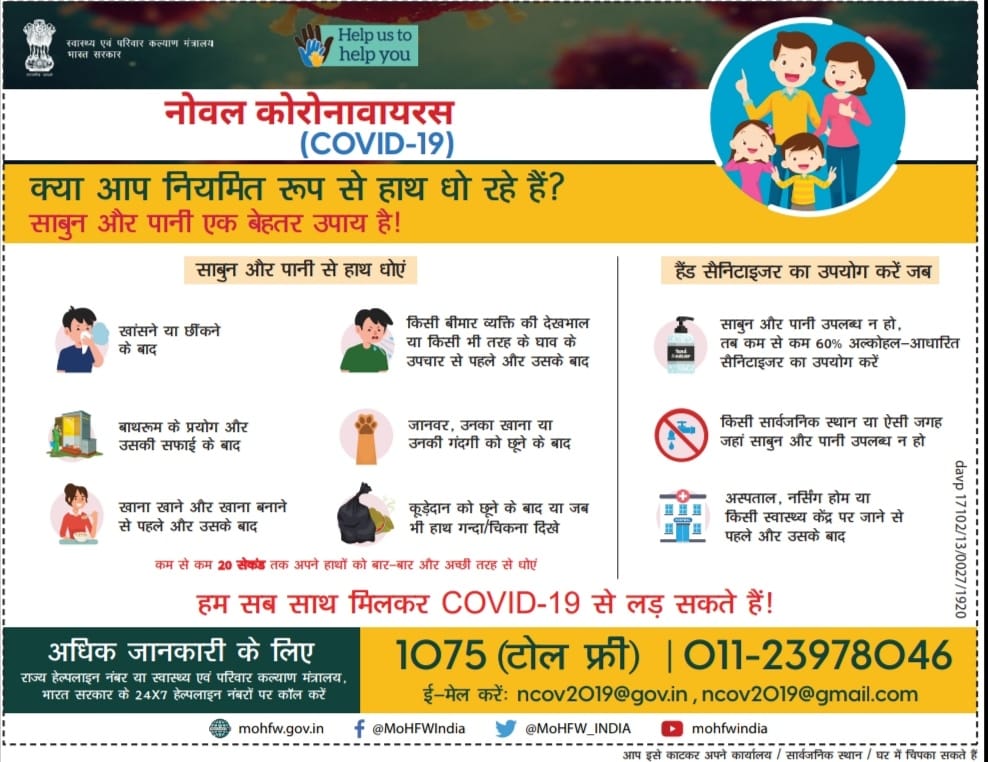 स्वास्थ्य एवं परिवार कल्याण मंत्रालय
भारत सरकार
Help us to
help you
नोवल कोरोनावायरस
(COVID-19)
क्या आप नियमित रूप से हाथ धो रहे हैं?
साबुन और पानी एक बेहतर उपाय है!
साबुन और पानी से हाथ धोएं
खांसने या छींकने
के बाद
किसी बीमार व्यक्ति की देखभाल
या किसी भी तरह के घाव के
उपचार से पहले और उसके बाद
बाथरूम के प्रयोग और
उसकी सफाई के बाद
जानवर, उनका खाना या
उनकी गंदगी को छूने के बाद
खाना खाने और खाना बनाने
से पहले और उसके बाद
कूड़ेदान को छूने के बाद या जब
भी हाथ गन्दा/चिकना दिखे
कम से कम 20 सेकंड तक अपने हाथों को बार-बार और अच्छी तरह से धोएं
हैंड सैनिटाइजर का उपयोग करें जब
Hand
Sanitizer
साबुन और पानी उपलब्ध न हो,
तब कम से कम 60% अल्कोहल-आधारित
सैनिटाइजर का उपयोग करें
किसी सार्वजनिक स्थान या ऐसी जगह
जहां साबुन और पानी उपलब्ध न हो
अस्पताल, नर्सिंग होम या
किसी स्वास्थ्य केंद्र पर जाने से
पहले और उसके बाद
davp 17102/13/0027/1920
हम सब साथ मिलकर COVID-19 से लड़ सकते हैं!
अधिक जानकारी के लिए
राज्य हेल्पलाइन नंबर या स्वास्थ्य एवं परिवार कल्याण मंत्रालय,
भारत सरकार के 24X7 हेल्पलाइन नंबरों पर कॉल करें
1075 (टोल फ्री) | 011-23978046
ई-मेल करें: ncov2019@gov.in, ncov2019@gmail.com
mohfw.gov.in @MoHFWIndia @MoHFW_INDIA mohfwindia
आप इसे काटकर अपने कार्यालय / सार्वजनिक स्थान / घर में चिपका सकते हैं